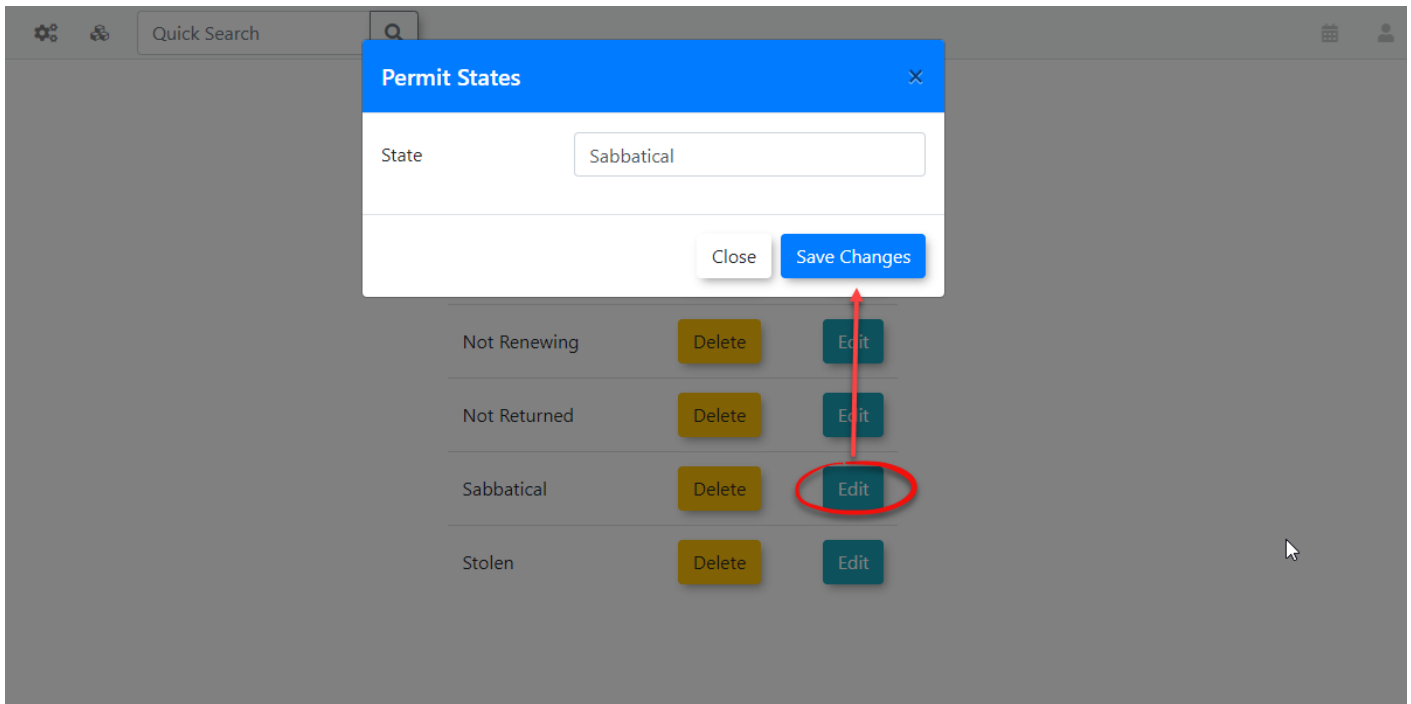 Quick Search
Permit States ×
State Sabbatical
Close Save Changes
Not Renewing Delete Edit
Not Returned Delete Edit
Sabbatical Delete Edit
Stolen Delete Edit